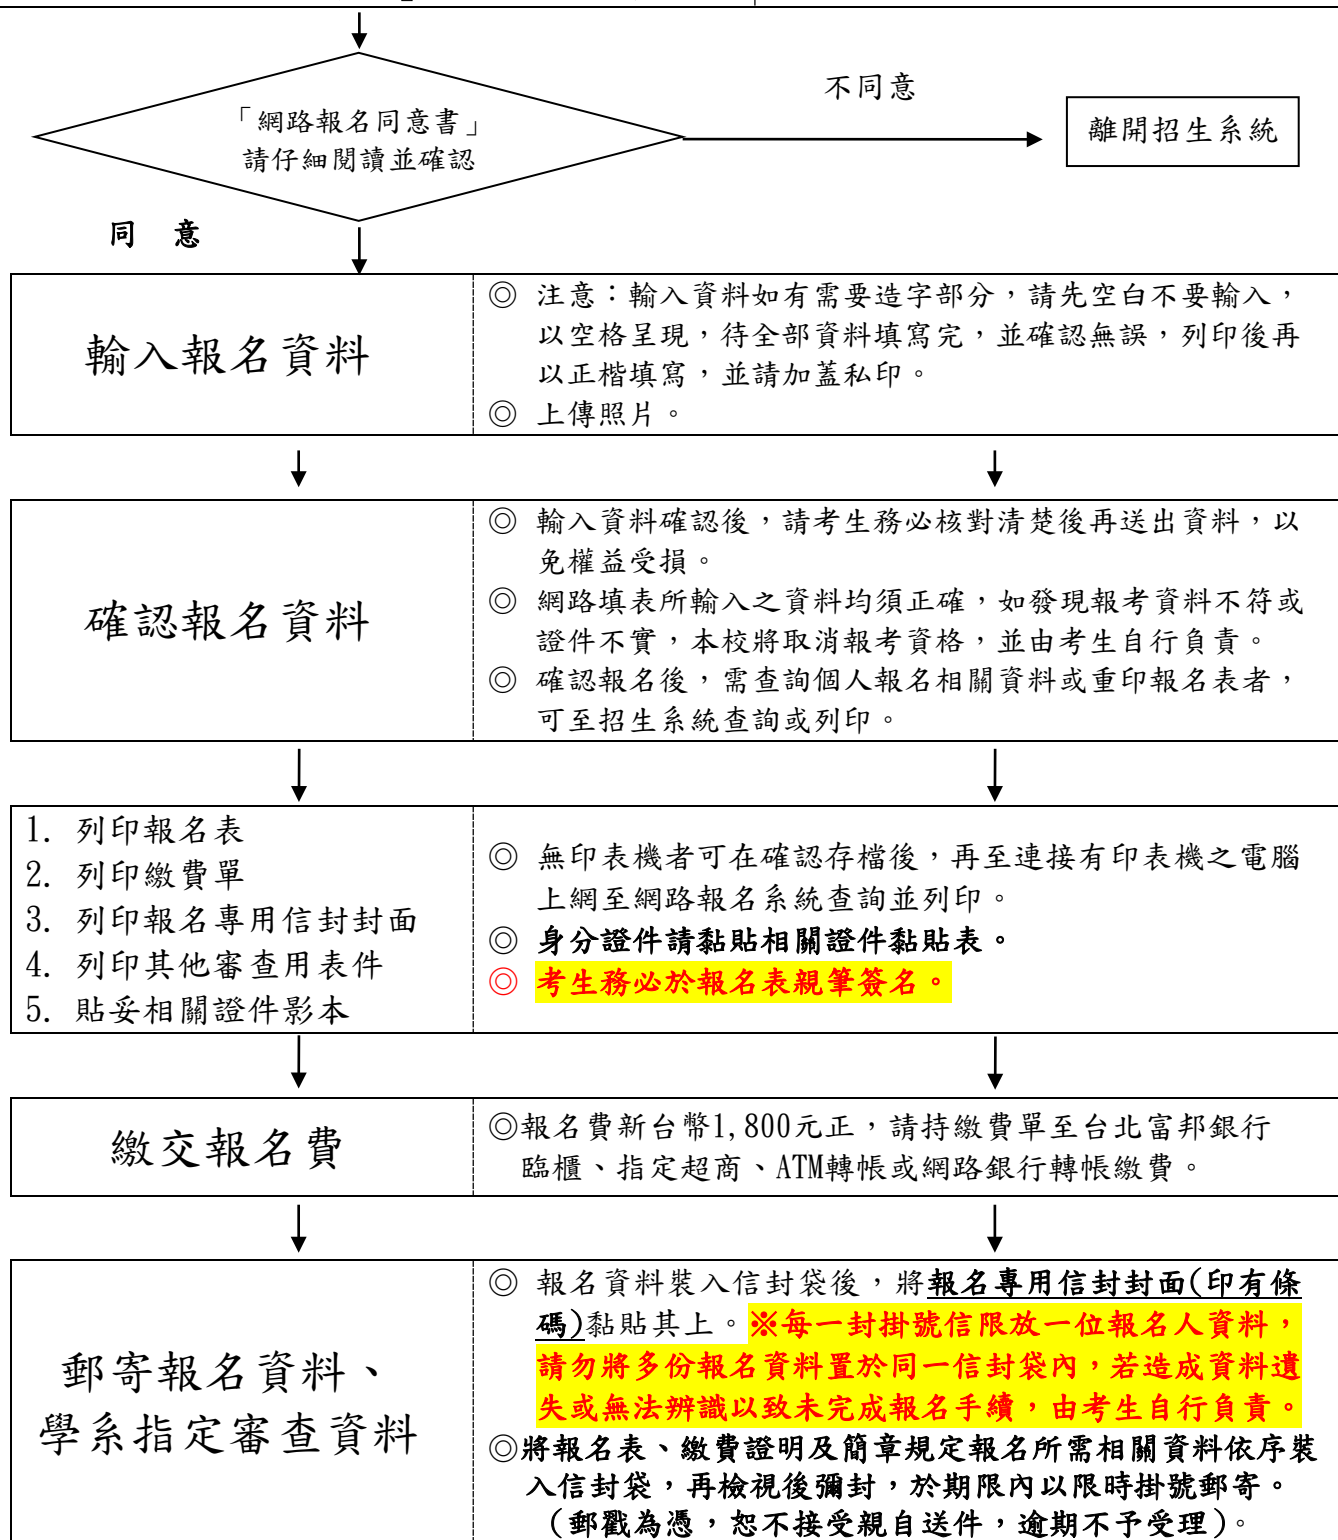 「網路報名同意書」
請仔細閱讀並確認
不同意
離開招生系統
同 意
輸入報名資料
◎ 注意：輸入資料如有需要造字部分，請先空白不要輸入，
以空格呈現，待全部資料填寫完，並確認無誤，列印後再
以正楷填寫，並請加蓋私印。
◎ 上傳照片。
確認報名資料
◎ 輸入資料確認後，請考生務必核對清楚後再送出資料，以
免權益受損。
◎ 網路填表所輸入之資料均須正確，如發現報考資料不符或
證件不實，本校將取消報考資格，並由考生自行負責。
◎ 確認報名後，需查詢個人報名相關資料或重印報名表者，
可至招生系統查詢或列印。
1. 列印報名表
2. 列印繳費單
3. 列印報名專用信封封面
4. 列印其他審查用表件
5. 貼妥相關證件影本
◎ 無印表機者可在確認存檔後，再至連接有印表機之電腦
上網至網路報名系統查詢並列印。
◎ 身分證件請黏貼相關證件黏貼表。
◎ 考生務必於報名表親筆簽名。
繳交報名費
◎報名費新台幣1,800元正，請持繳費單至台北富邦銀行
臨櫃、指定超商、ATM轉帳或網路銀行轉帳繳費。
郵寄報名資料、
學系指定審查資料
◎ 報名資料裝入信封袋後，將報名專用信封封面(印有條
碼)黏貼其上。※每一封掛號信限放一位報名人資料，
請勿將多份報名資料置於同一信封袋內，若造成資料遺
失或無法辨識以致未完成報名手續，由考生自行負責。
◎將報名表、繳費證明及簡章規定報名所需相關資料依序裝
入信封袋，再檢視後彌封，於期限內以限時掛號郵寄。
（郵戳為憑，恕不接受親自送件，逾期不予受理）。